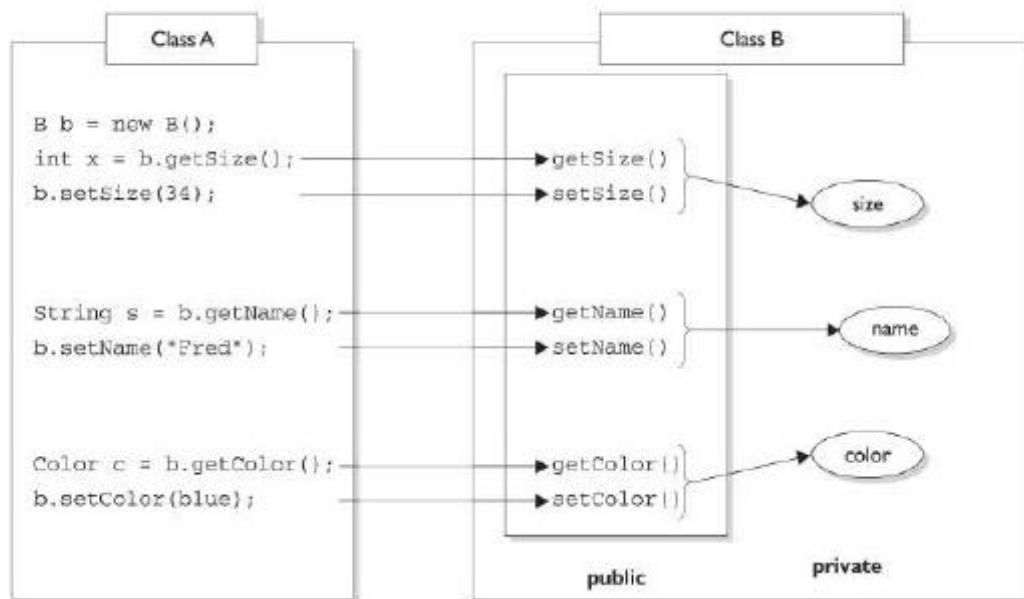 Class A
B b = new B();
int x = b.getSize();
b.setSize(34);
String s = b.getName();
b.setName("Fred");
Color c = b.getColor();
b.setColor(blue);
Class B
getSize()
setSize()
getName()
setName()
getColor()
setColor()
public
size
name
color
private